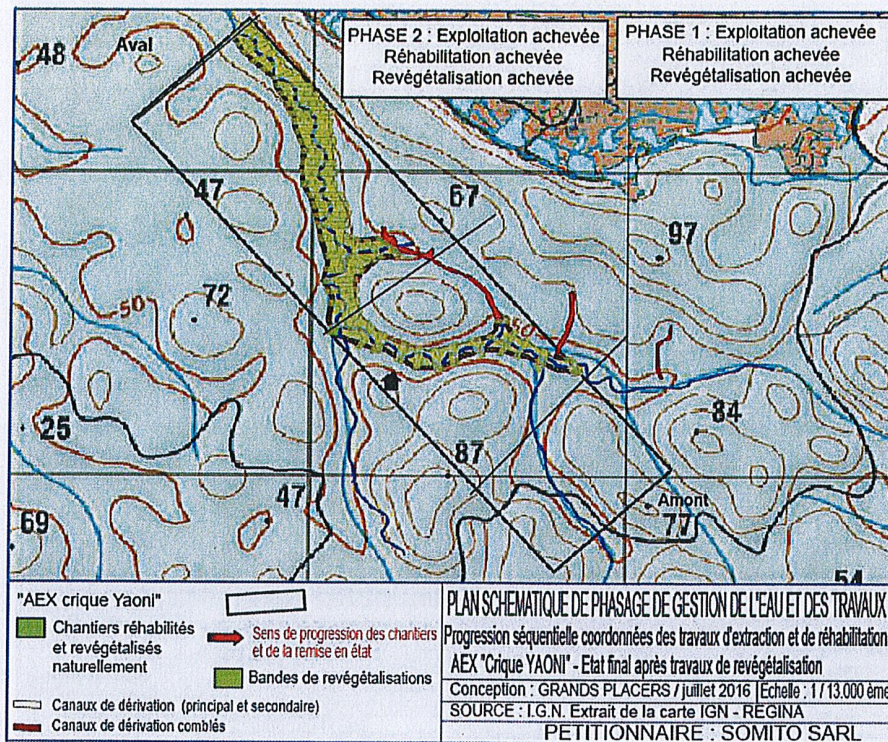 PHASE 2 : Exploitation achevée
Réhabilitation achevée
Revégétalisation achevée
PHASE 1 : Exploitation achevée
Réhabilitation achevée
Revégétalisation achevée
48
Aval
47
67
97
72
50
50
25
84
87
47
Amont
77
69
54
"AEX crique Yaonl"
Chantiers réhabilités
et revégétalisés
naturellement
Sens de progression des chantiers
et de la remise en état
Bandes de revégétalisations
Canaux de dérivation (principal et secondaire)
Canaux de dérivation comblés
PLAN SCHEMATIQUE DE PHASAGE DE GESTION DE L'EAU ET DES TRAVAUX
Progression séquentielle coordonnées des travaux d'extraction et de réhabilitation
AEX "Crique YAONI" - Etat final après travaux de revégétalisation
Conception : GRANDS PLACERS / juillet 2016
Echelle : 1 / 13.000 ème
SOURCE : I.G.N. Extrait de la carte IGN - REGINA
PETITIONNAIRE : SOMITO SARL